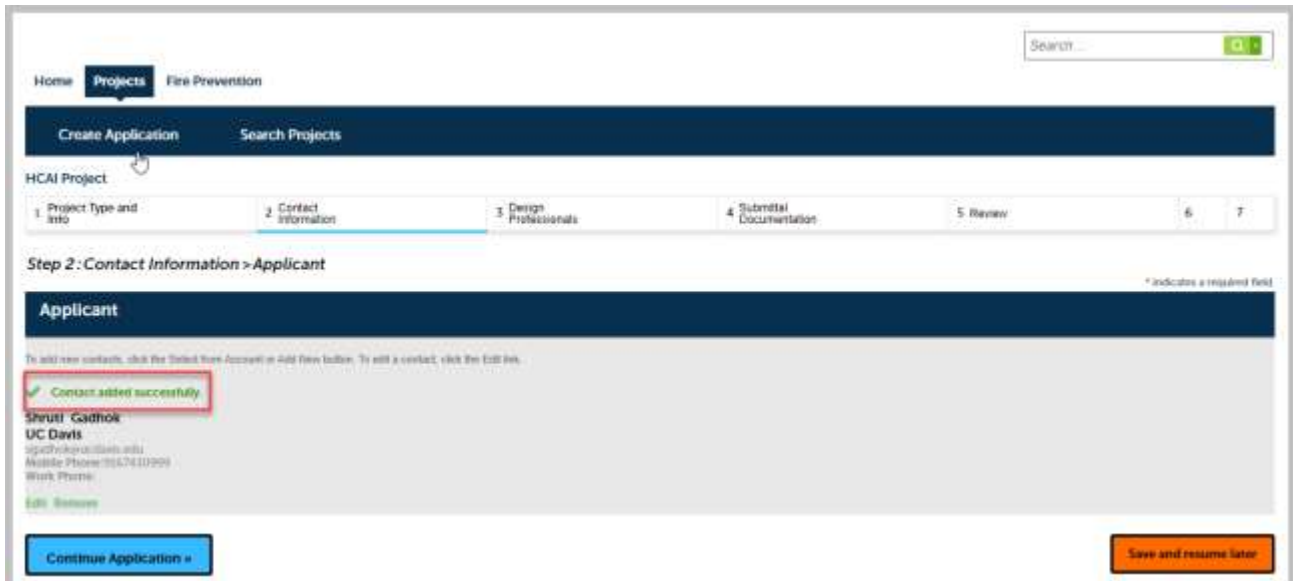 Search...
Home Projects Fire Prevention
Create Application Search Projects
HCAI Project
1 Project Type and Info
2 Contact Information
3 Design Professionals
4 Submittal Documentation
5 Review
6
7
Step 2: Contact Information > Applicant
* indicates a required field
Applicant
To add new contacts, click the Select from Account or Add New button. To edit a contact, click the Edit link.
Contact added successfully.
Shruti Gadhok
UC Davis
Mobile Phone:
Work Phone:
Edit Remove
Continue Application »
Save and resume later